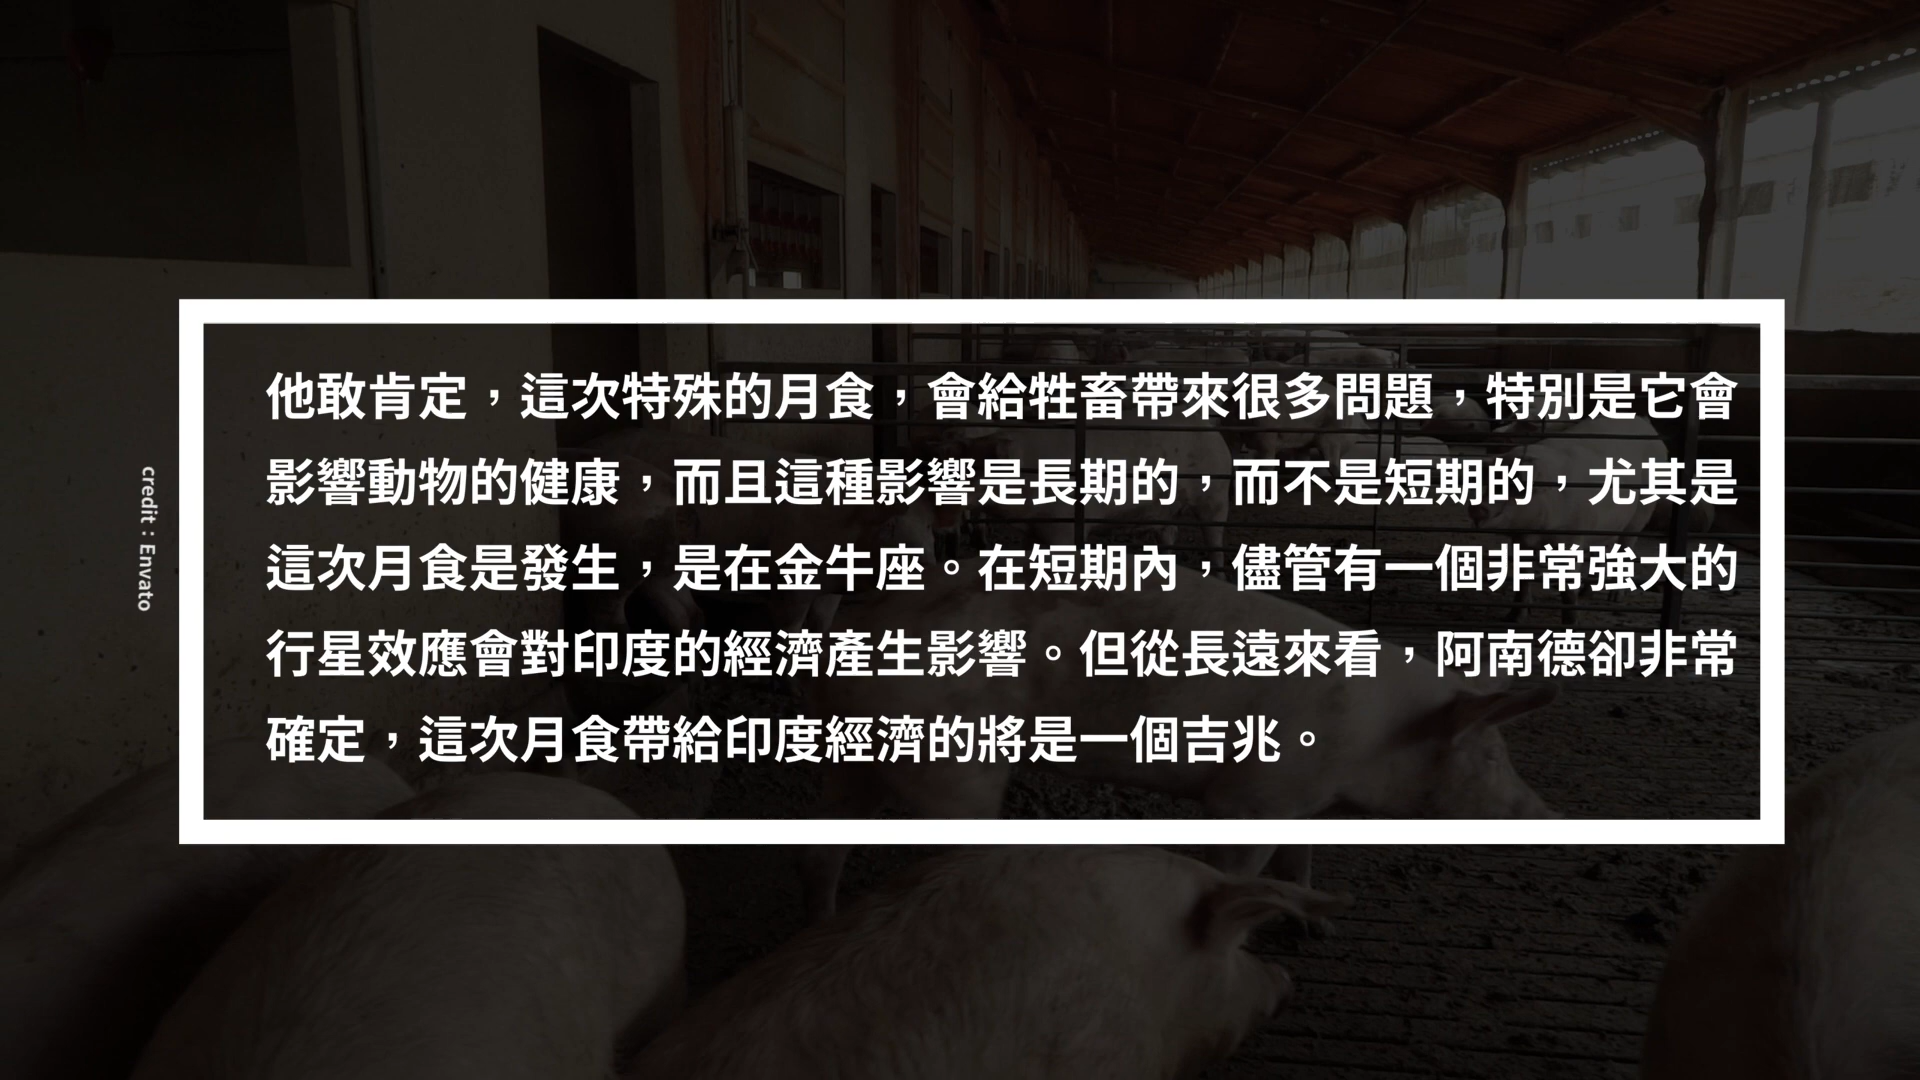 credit : Envato
他敢肯定，這次特殊的月食，會給牲畜帶來很多問題，特別是它會
影響動物的健康，而且這種影響是長期的，而不是短期的，尤其是
這次月食是發生，是在金牛座。在短期內，儘管有一個非常強大的
行星效應會對印度的經濟產生影響。但從長遠來看，阿南德卻非常
確定，這次月食帶給印度經濟的將是一個吉兆。